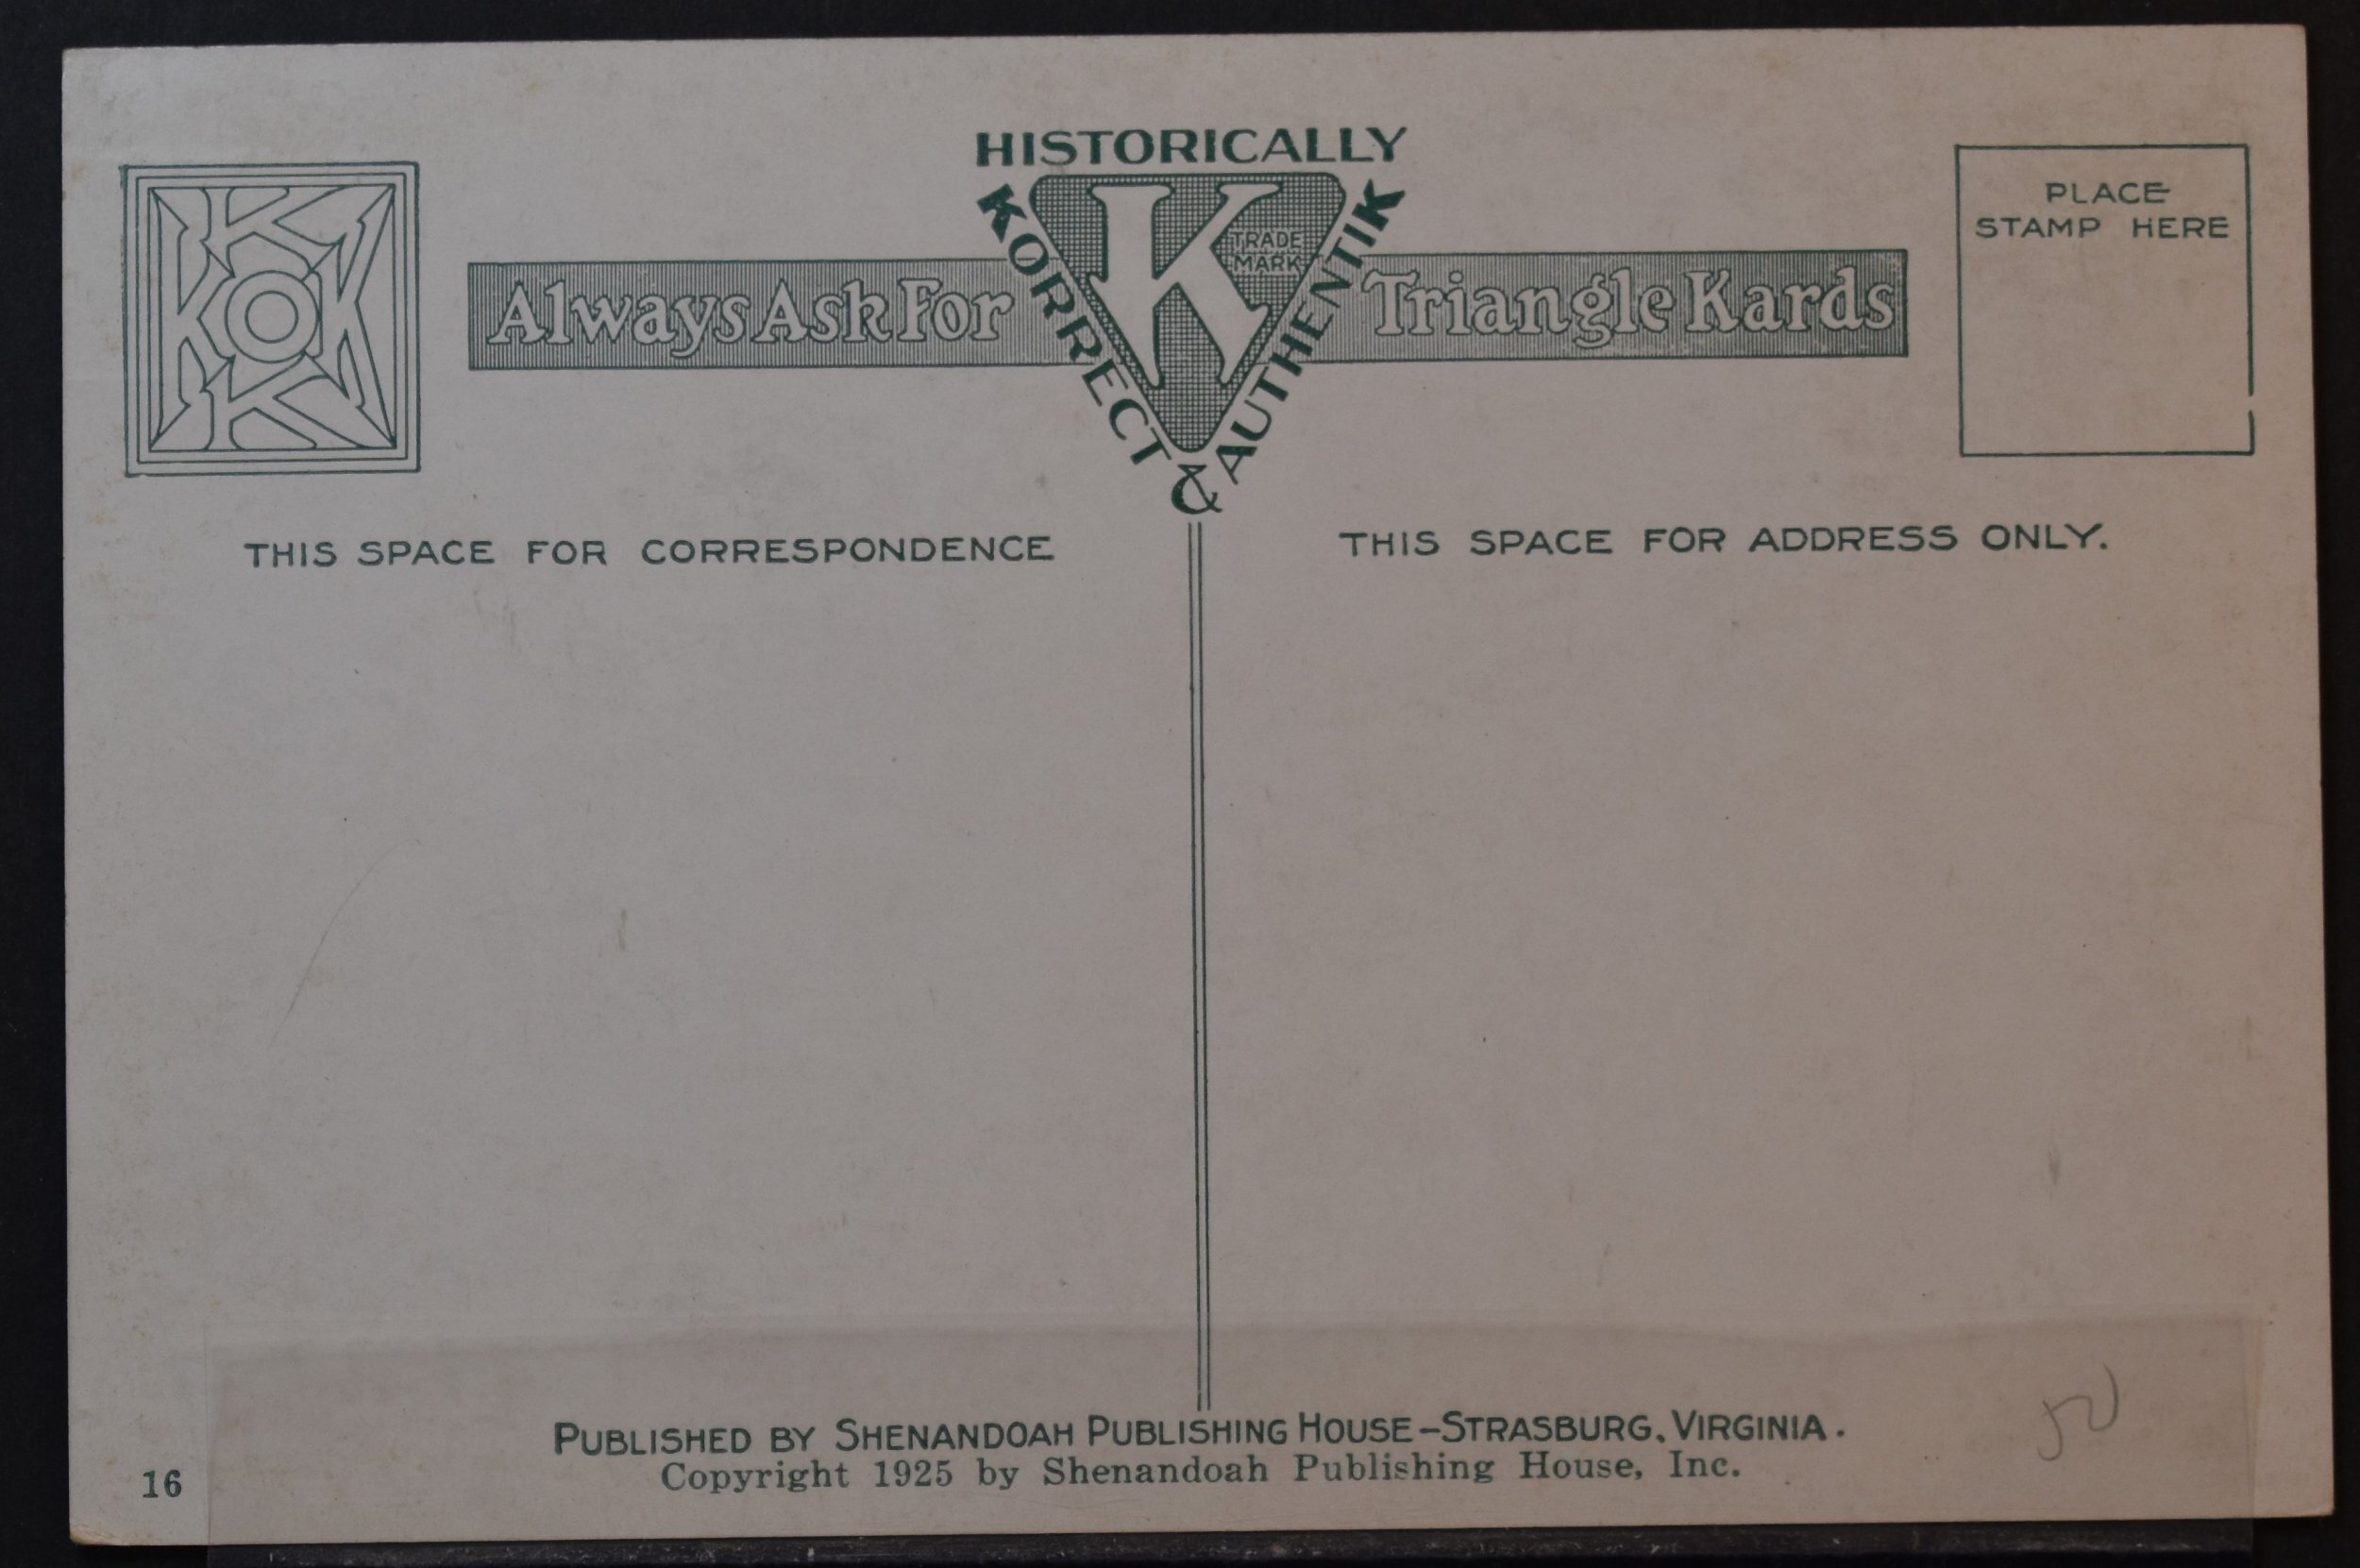 HISTORICALLY
KORRECT & AUTHENTIK
K
TRADE
MARK
Always Ask For Triangle Kards
K K O K K
PLACE
STAMP HERE
THIS SPACE FOR CORRESPONDENCE
THIS SPACE FOR ADDRESS ONLY.
PUBLISHED BY SHENANDOAH PUBLISHING HOUSE-STRASBURG, VIRGINIA.
Copyright 1925 by Shenandoah Publishing House, Inc.
16
50